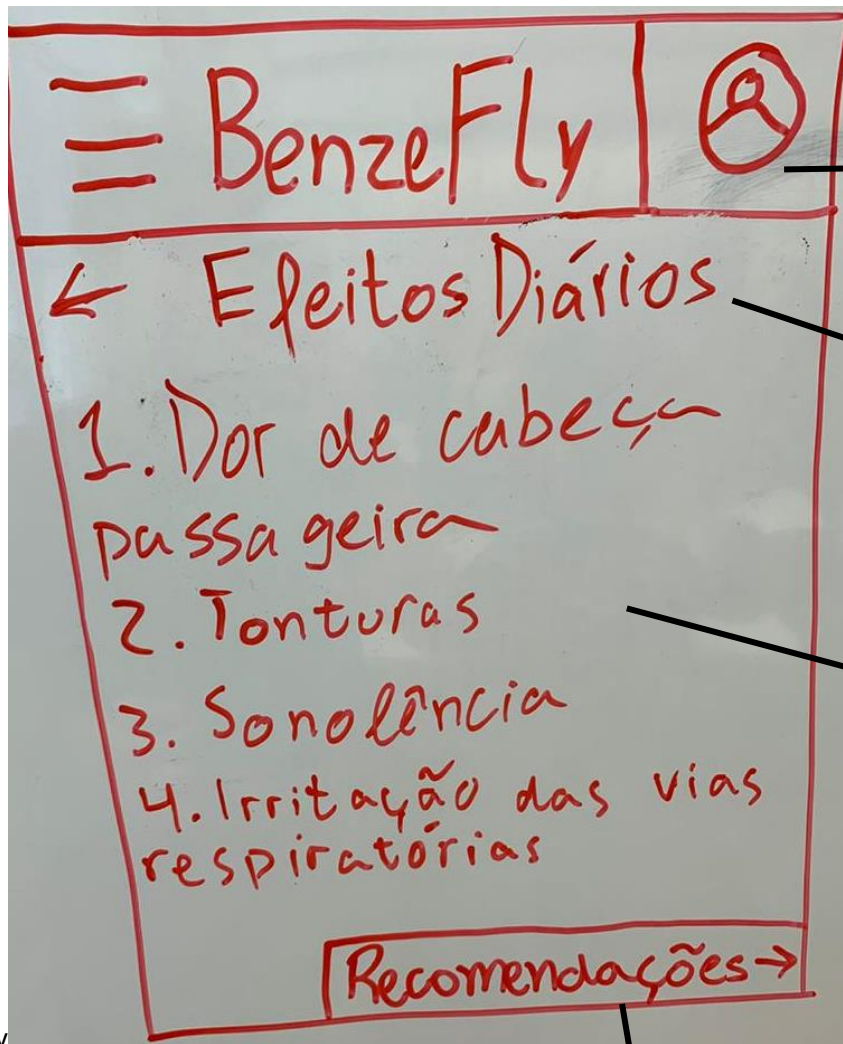 BenzeFly
← Efeitos Diários
1. Dor de cabeça
passageira
2. Tonturas
3. Sonolência
4. Irritação das vias
respiratórias
Recomendações→